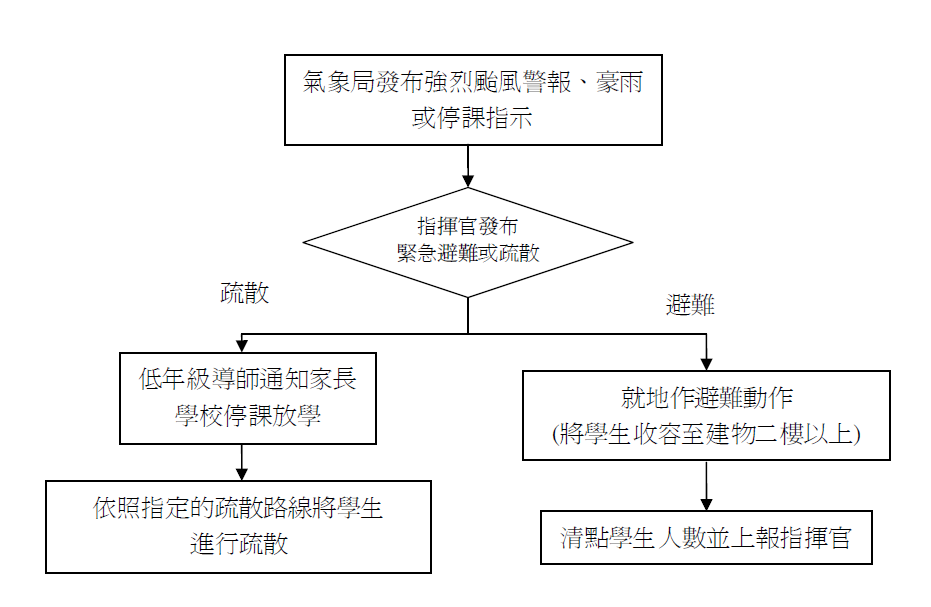 氣象局發布強烈颱風警報、豪雨
或停課指示
指揮官發布
緊急避難或疏散
疏散
避難
低年級導師通知家長
學校停課放學
就地作避難動作
(將學生收容至建物二樓以上)
依照指定的疏散路線將學生
進行疏散
清點學生人數並上報指揮官